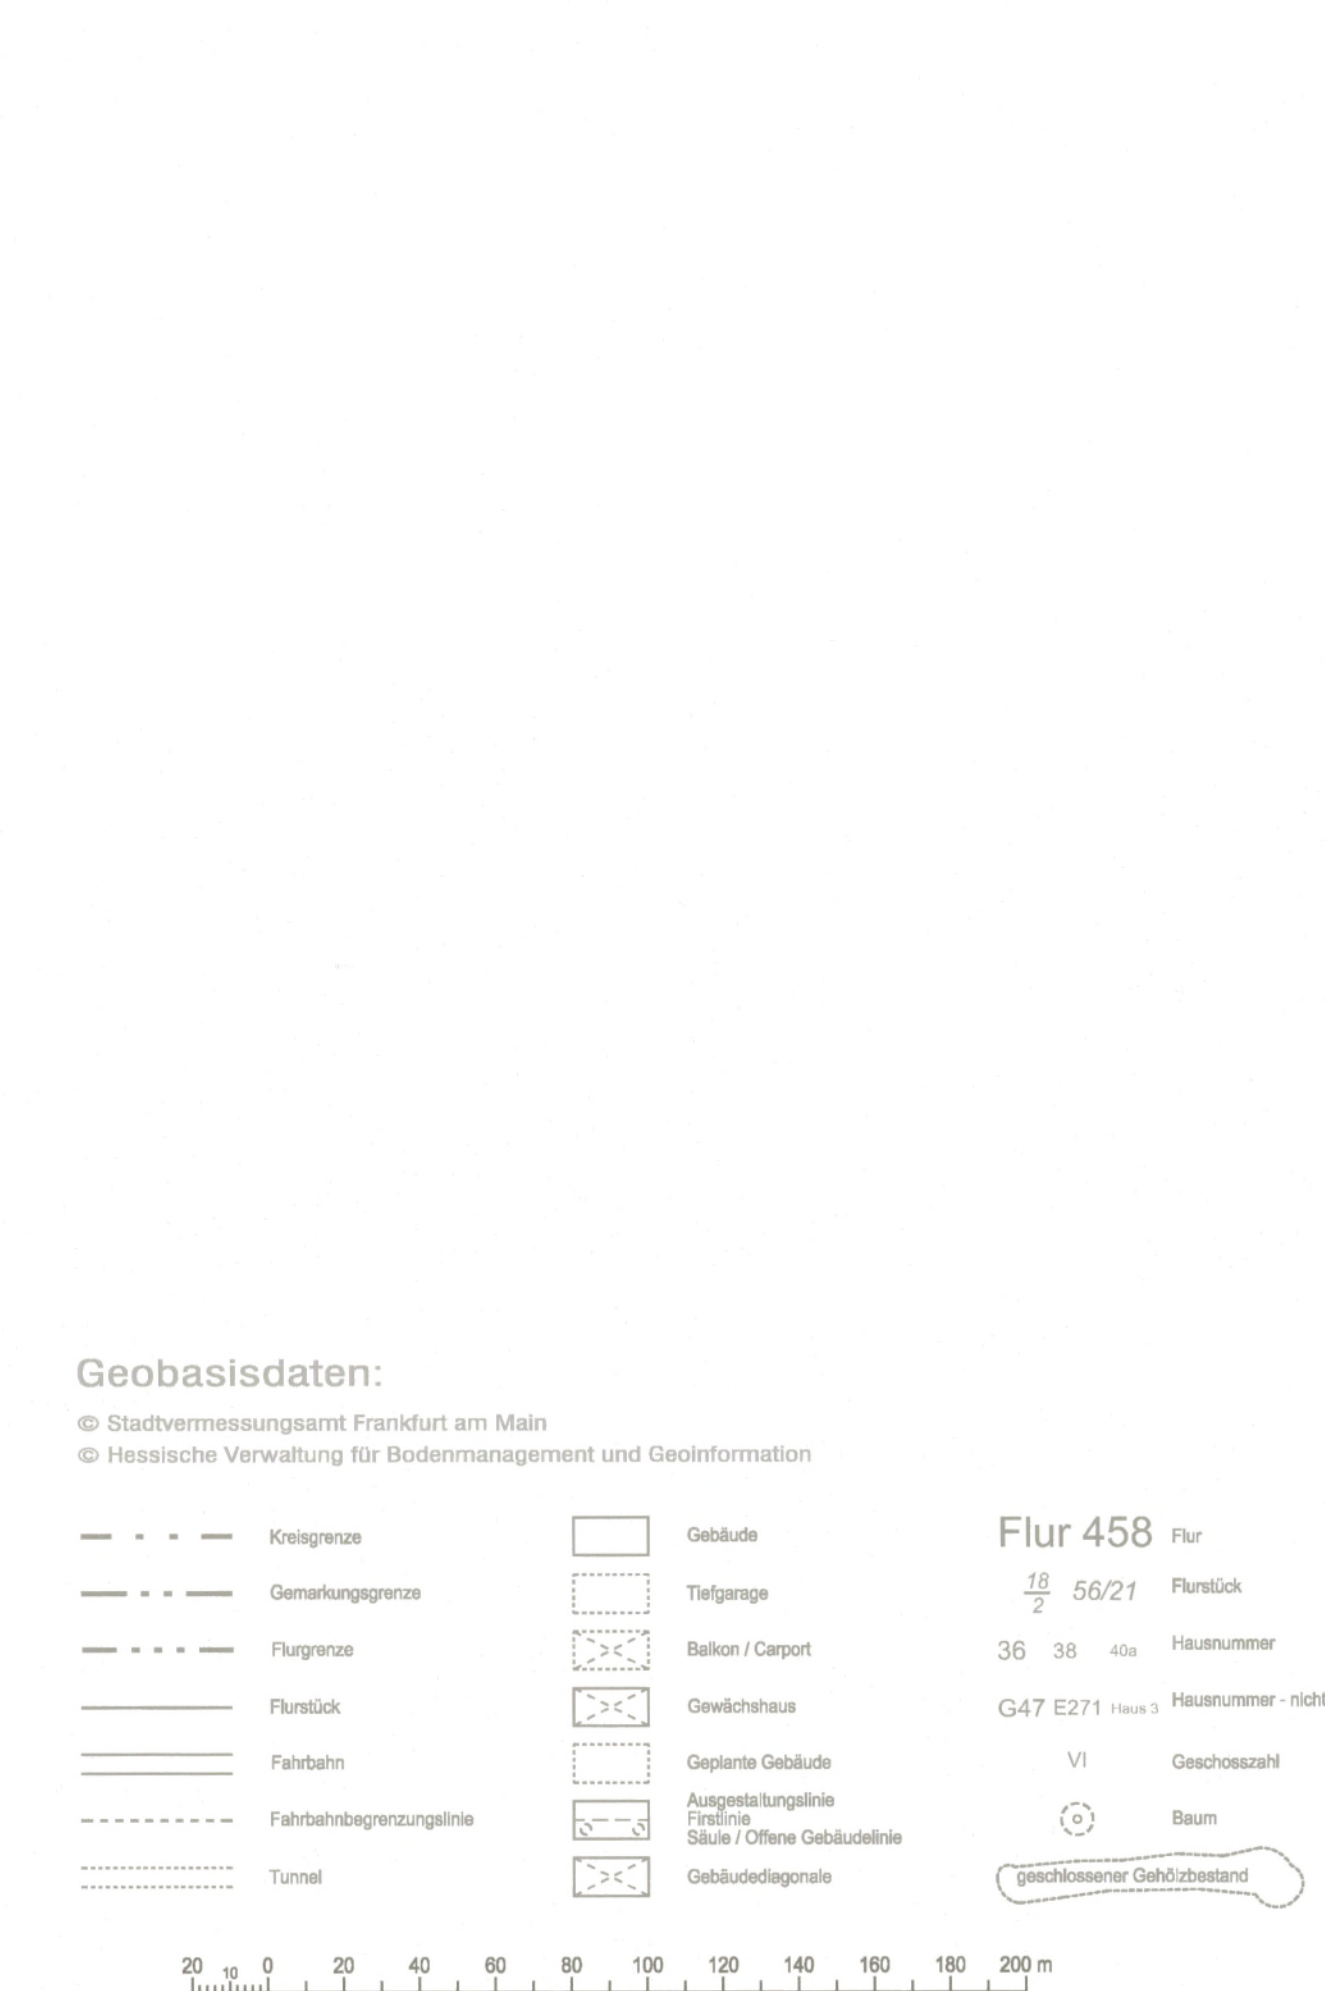 Geobasisdaten:
© Stadtvermessungsamt Frankfurt am Main
© Hessische Verwaltung für Bodenmanagement und Geoinformation
Kreisgrenze
Gemarkungsgrenze
Flurgrenze
Flurstück
Fahrbahn
Fahrbahnbegrenzungslinie
Tunnel
Gebäude
Tiefgarage
Balkon / Carport
Gewächshaus
Geplante Gebäude
Ausgestaltungslinie
Firstlinie
Säule / Offene Gebäudelinie
Gebäudediagonale
Flur 458 Flur
18/2 56/21 Flurstück
36 38 40a Hausnummer
G47 E271 Haus 3 Hausnummer - nicht
VI Geschosszahl
Baum
geschlossener Gehölzbestand
20 10 0 20 40 60 80 100 120 140 160 180 200 m